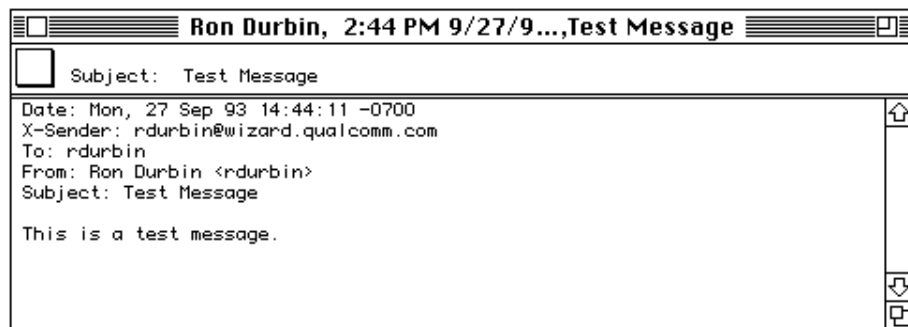 Ron Durbin, 2:44 PM 9/27/9...,Test Message
Subject: Test Message
Date: Mon, 27 Sep 93 14:44:11 -0700
X-Sender: rdurbin@wizard.qualcomm.com
To: rdurbin
From: Ron Durbin <rdurbin>
Subject: Test Message
This is a test message.